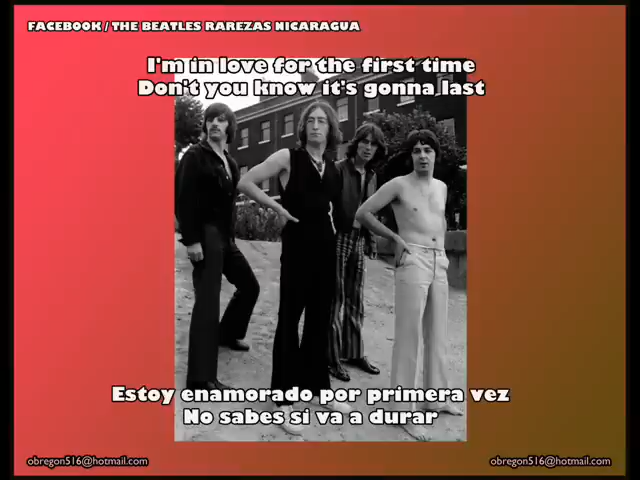 FACEBOOK / THE BEATLES RAREZAS NICARAGUA
I'm in love for the first time
Don't you know it's gonna last
Estoy enamorado por primera vez
No sabes si va a durar
obregon516@hotmail.com
obregon516@hotmail.com